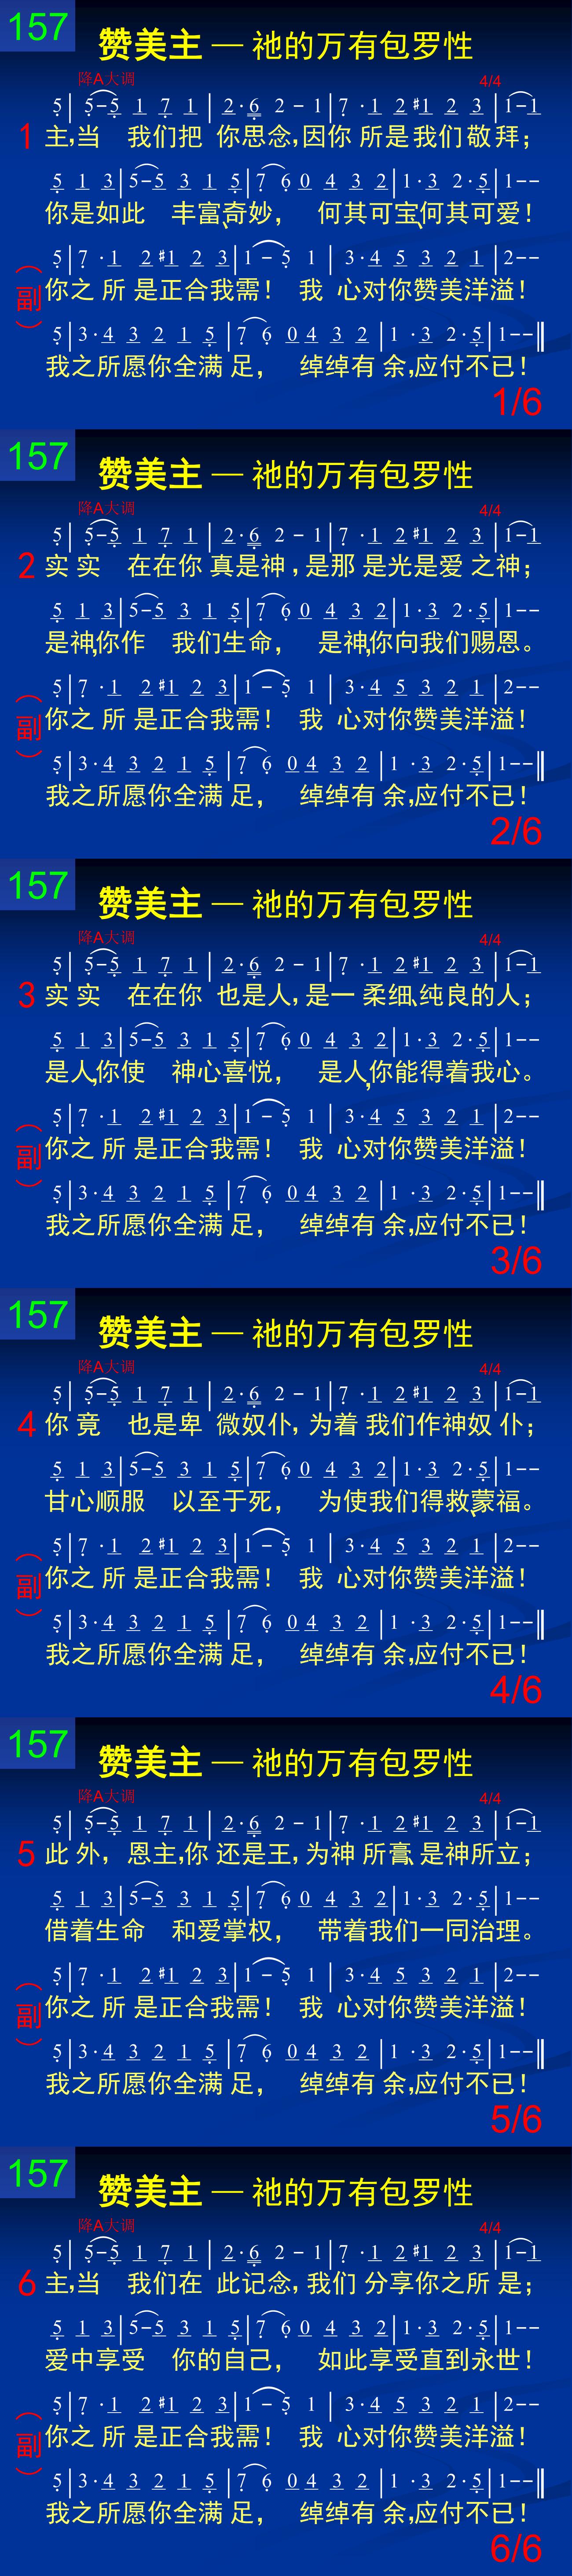 157
赞美主 — 祂的万有包罗性
降A大调 4/4
5| 5-5 1 7 1 |2·6 2 - 1|7 ·1 2 #1 2 3 |1-1
1 主,当 我们把 你思念,因你 所是我们敬拜;
5 1 3|5-5 3 1 5|7 6 0 4 3 2|1·3 2·5|1--
你是如此 丰富、奇妙, 何其可宝、何其可爱!
5|7 ·1 2 #1 2 3|1 - 5 1 | 3·4 5 3 2 1|2--
(副) 你之 所 是正合我需! 我 心对你赞美洋溢!
5|3·4 3 2 1 5|7 6 0 4 3 2 |1 ·3 2·5|1--‖
我之所愿你全满 足, 绰绰有 余,应付不已!
1/6
157
赞美主 — 祂的万有包罗性
降A大调 4/4
5| 5-5 1 7 1 |2·6 2 - 1|7 ·1 2 #1 2 3 |1-1
2 实 实 在在你 真是神,是那 是光是爱 之神;
5 1 3|5-5 3 1 5|7 6 0 4 3 2|1·3 2·5|1--
是神,你作 我们生命, 是神,你向我们赐恩。
5|7 ·1 2 #1 2 3|1 - 5 1 | 3·4 5 3 2 1|2--
(副) 你之 所 是正合我需! 我 心对你赞美洋溢!
5|3·4 3 2 1 5|7 6 0 4 3 2 |1 ·3 2·5|1--‖
我之所愿你全满 足, 绰绰有 余,应付不已!
2/6
157
赞美主 — 祂的万有包罗性
降A大调 4/4
5| 5-5 1 7 1 |2·6 2 - 1|7 ·1 2 #1 2 3 |1-1
3 实 实 在在你 也是人,是一 柔细、纯良的人;
5 1 3|5-5 3 1 5|7 6 0 4 3 2|1·3 2·5|1--
是人,你使 神心喜悦, 是人,你能得着我心。
5|7 ·1 2 #1 2 3|1 - 5 1 | 3·4 5 3 2 1|2--
(副) 你之 所 是正合我需! 我 心对你赞美洋溢!
5|3·4 3 2 1 5|7 6 0 4 3 2 |1 ·3 2·5|1--‖
我之所愿你全满 足, 绰绰有 余,应付不已!
3/6
157
赞美主 — 祂的万有包罗性
降A大调 4/4
5| 5-5 1 7 1 |2·6 2 - 1|7 ·1 2 #1 2 3 |1-1
4 你 竟 也是卑 微奴仆,为着 我们作神奴 仆;
5 1 3|5-5 3 1 5|7 6 0 4 3 2|1·3 2·5|1--
甘心顺服 以至于死, 为使我们得救、蒙福。
5|7 ·1 2 #1 2 3|1 - 5 1 | 3·4 5 3 2 1|2--
(副) 你之 所 是正合我需! 我 心对你赞美洋溢!
5|3·4 3 2 1 5|7 6 0 4 3 2 |1 ·3 2·5|1--‖
我之所愿你全满 足, 绰绰有 余,应付不已!
4/6
157
赞美主 — 祂的万有包罗性
降A大调 4/4
5| 5-5 1 7 1 |2·6 2 - 1|7 ·1 2 #1 2 3 |1-1
5 此 外, 恩主,你 还是王,为神 所膏、是神所立;
5 1 3|5-5 3 1 5|7 6 0 4 3 2|1·3 2·5|1--
借着生命 和爱掌权, 带着我们一同治理。
5|7 ·1 2 #1 2 3|1 - 5 1 | 3·4 5 3 2 1|2--
(副) 你之 所 是正合我需! 我 心对你赞美洋溢!
5|3·4 3 2 1 5|7 6 0 4 3 2 |1 ·3 2·5|1--‖
我之所愿你全满 足, 绰绰有 余,应付不已!
5/6
157
赞美主 — 祂的万有包罗性
降A大调 4/4
5| 5-5 1 7 1 |2·6 2 - 1|7 ·1 2 #1 2 3 |1-1
6 主,当 我们在 此记念,我们 分享你之所 是;
5 1 3|5-5 3 1 5|7 6 0 4 3 2|1·3 2·5|1--
爱中享受 你的自己, 如此享受直到永世!
5|7 ·1 2 #1 2 3|1 - 5 1 | 3·4 5 3 2 1|2--
(副) 你之 所 是正合我需! 我 心对你赞美洋溢!
5|3·4 3 2 1 5|7 6 0 4 3 2 |1 ·3 2·5|1--‖
我之所愿你全满 足, 绰绰有 余,应付不已!
6/6